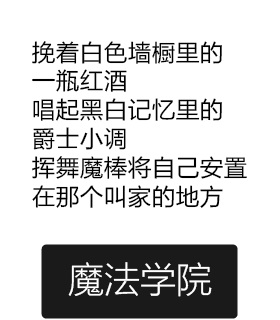 挽着白色墙橱里的
一瓶红酒
唱起黑白记忆里的
爵士小调
挥舞魔棒将自己安置
在那个叫家的地方
魔法学院